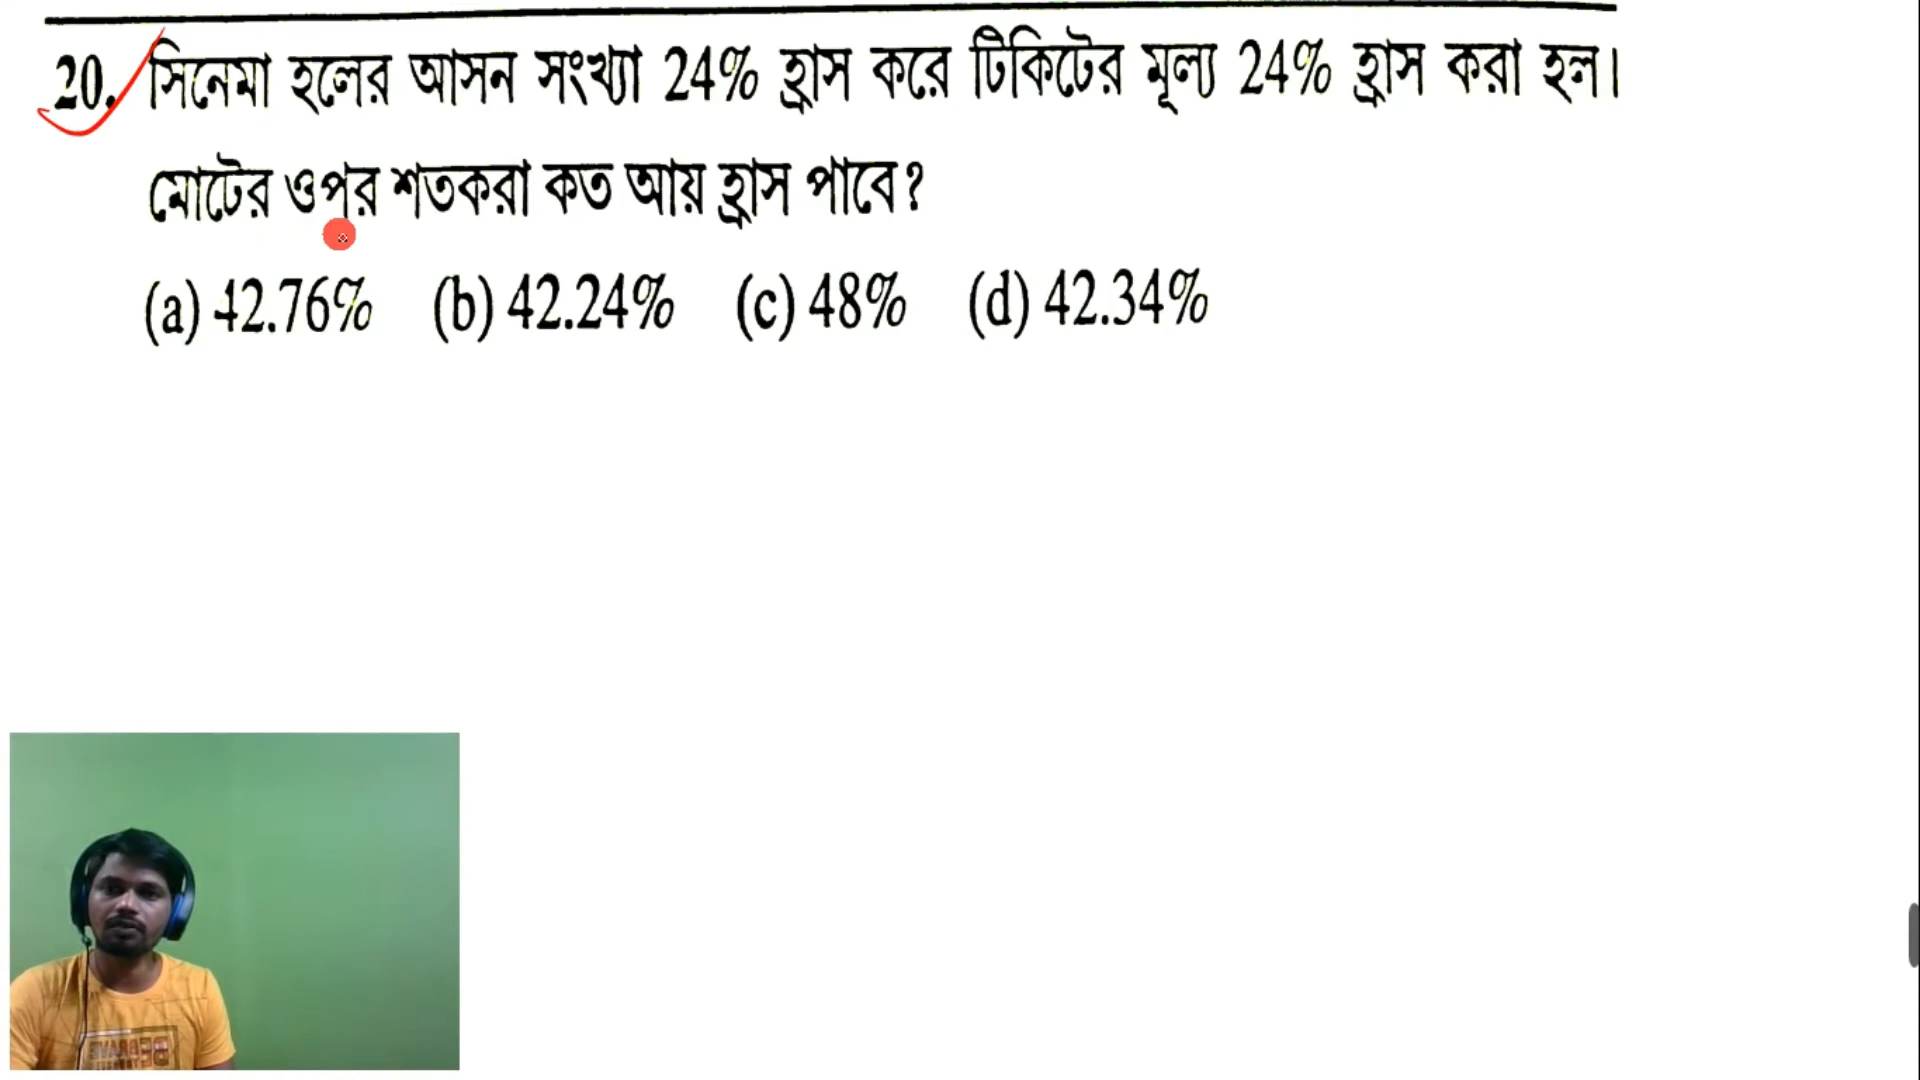 20. সিনেমা হলের আসন সংখ্যা 24% হ্রাস করে টিকিটের মূল্য 24% হ্রাস করা হল।
মোটের ওপর শতকরা কত আয় হ্রাস পাবে?
(a) 42.76% (b) 42.24% (c) 48% (d) 42.34%